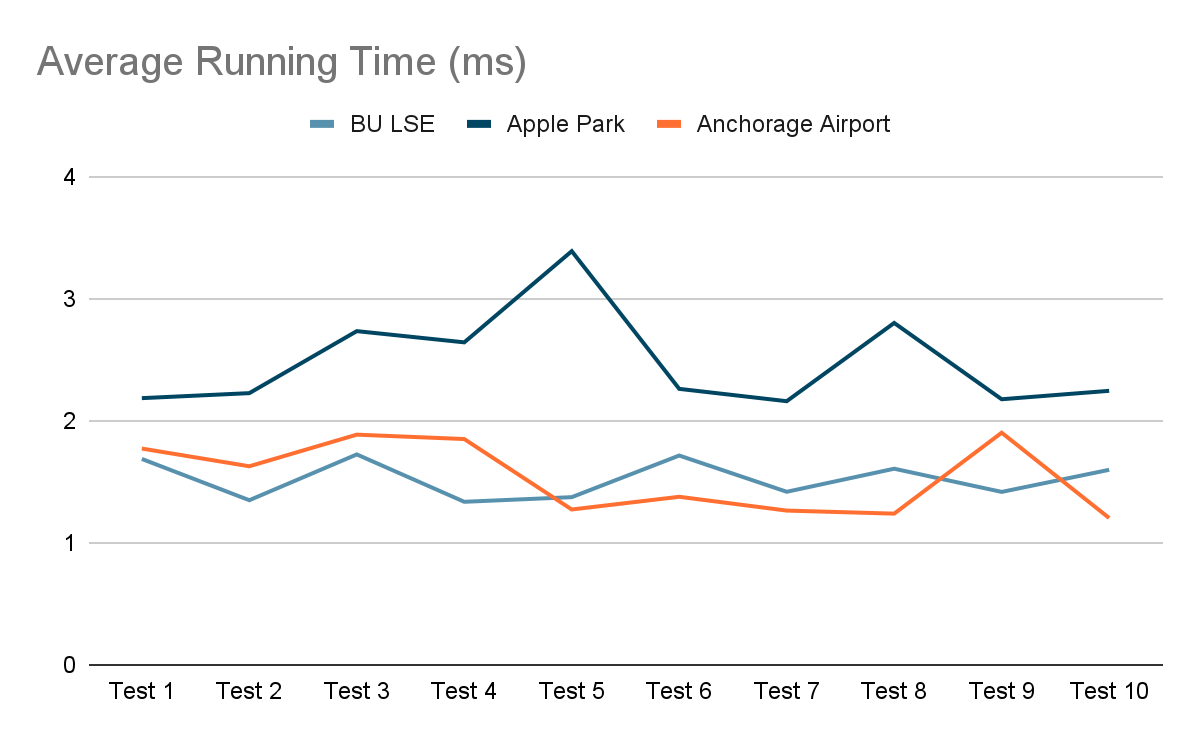 Average Running Time (ms)
BU LSE Apple Park Anchorage Airport
4
3
2
1
0
Test 1 Test 2 Test 3 Test 4 Test 5 Test 6 Test 7 Test 8 Test 9 Test 10